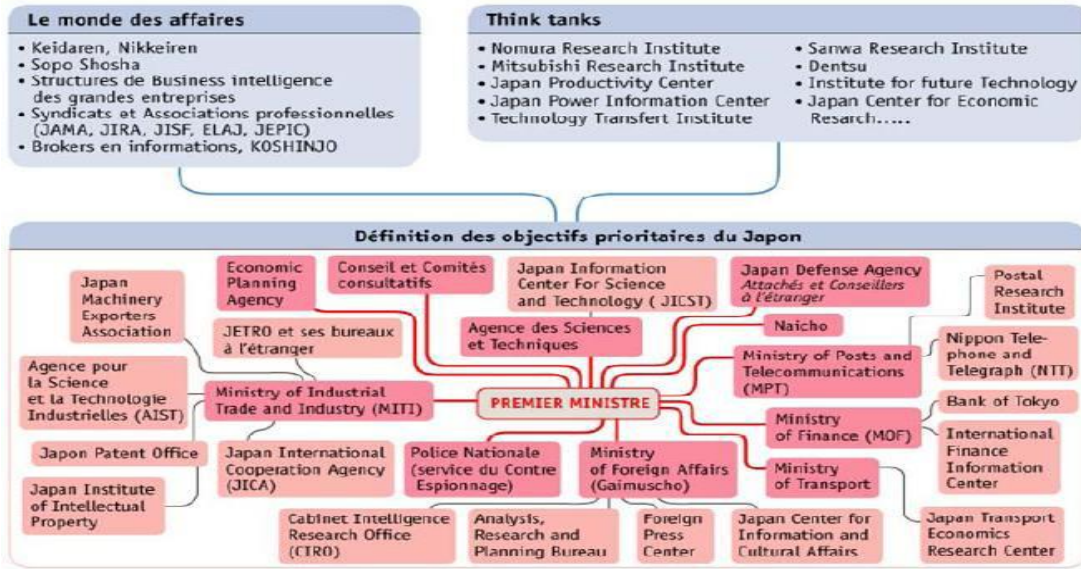 Le monde des affaires
• Keidaren, Nikkeiren
• Sopo Shosha
• Structures de Business intelligence
des grandes entreprises
• Syndicats et Associations professionnelles
(JAMA, JIRA, JISF, ELAJ, JEPIC)
• Brokers en informations, KOSHINJO
Think tanks
• Nomura Research Institute
• Mitsubishi Research Institute
• Japan Productivity Center
• Japan Power Information Center
• Technology Transfert Institute
• Sanwa Research Institute
• Dentsu
• Institute for future Technology
• Japan Center for Economic
Resarch.....
Définition des objectifs prioritaires du Japon
Japan
Machinery
Exporters
Association
Economic
Planning
Agency
Conseil et Comités
consultatifs
Japan Information
Center For Science
and Technology ( JICST)
Japan Defense Agency
Attachés et Conseillers
à l'étranger
Postal
Research
Institute
JETRO et ses bureaux
à l'étranger
Agence des Sciences
et Techniques
Naicho
Agence pour
la Science
et la Technologie
Industrielles (AIST)
Ministry of Industrial
Trade and Industry (MITI)
PREMIER MINISTRE
Ministry of Posts and
Telecommunications
(MPT)
Nippon Tele-
phone and
Telegraph (NTT)
Ministry
of Finance (MOF)
Bank of Tokyo
International
Finance
Information
Center
Japon Patent Office
Japan International
Cooperation Agency
(JICA)
Police Nationale
(service du Contre
Espionnage)
Ministry
of Foreign Affairs
(Gaimuscho)
Ministry
of Transport
Japan Institute
of Intellectual
Property
Cabinet Intelligence
Research Office
(CIRO)
Analysis,
Research and
Planning Bureau
Foreign
Press
Center
Japan Center for
Information and
Cultural Affairs
Japan Transport
Economics
Research Center